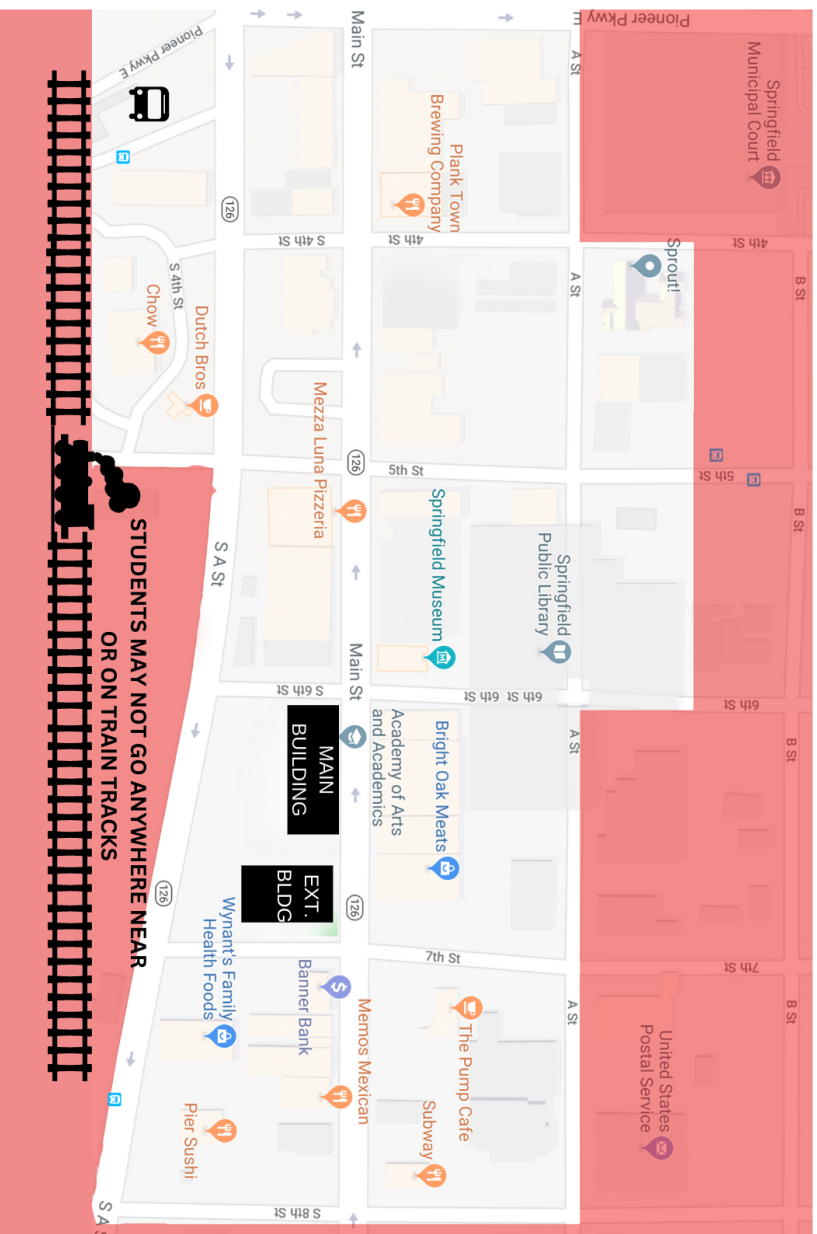 B St
B St
B St
B St
Springfield
Municipal Court
4th St
5th St
6th St
7th St
Sprout!
United States
Postal Service
Pioneer Pkwy
E
A St
A St
A St
A St
Springfield
Public Library
6th St
6th St
Plank Town
Brewing Company
The Pump Cafe
Springfield Museum
Bright Oak Meats
Subway
4th St
5th St
7th St
Academy of Arts
and Academics
Main St
126
Main St
126
Memos Mexican
Mezza Luna Pizzeria
MAIN
BUILDING
EXT.
BLDG
Banner Bank
S 4th St
S 6th St
S 8th St
126
S A St
Wynant's Family
Health Foods
Dutch Bros
Pier Sushi
S 4th St
Chow
126
Pioneer Pkwy E
S A S
STUDENTS MAY NOT GO ANYWHERE NEAR
OR ON TRAIN TRACKS